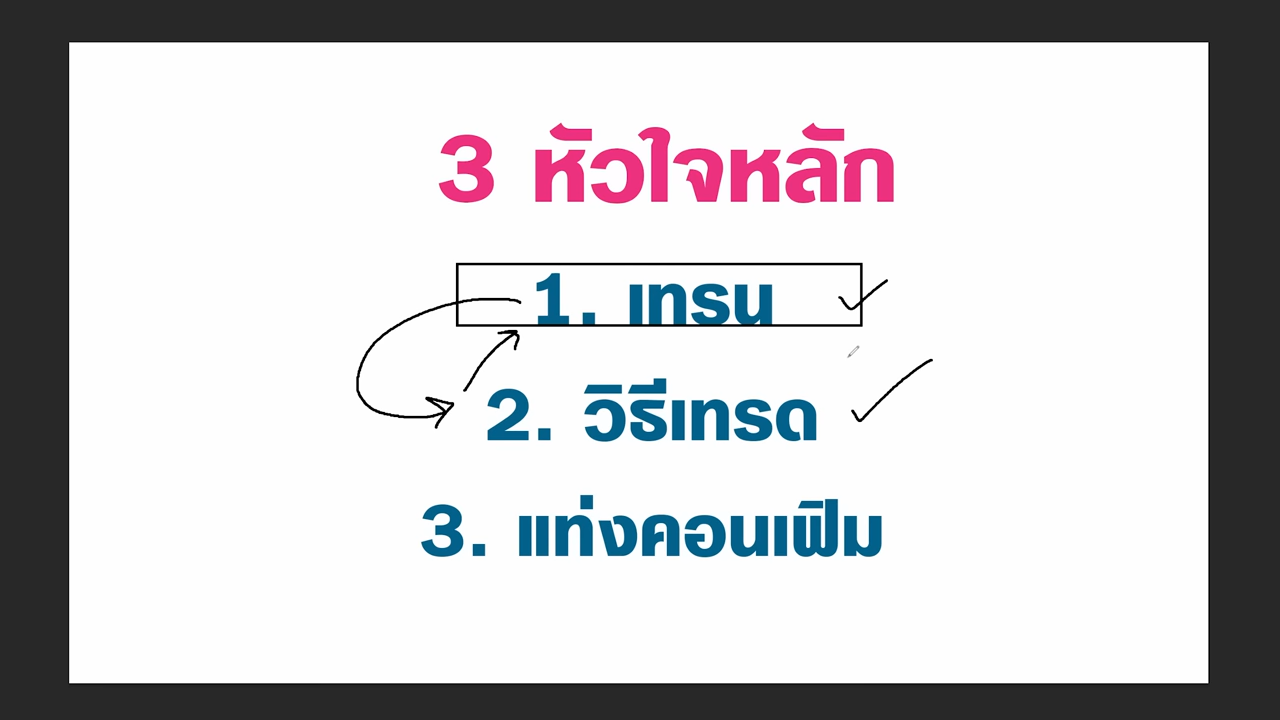 3 หัวใจหลัก
1. เทรน
2. วิธีเทรด
3. แท่งคอนเฟิม